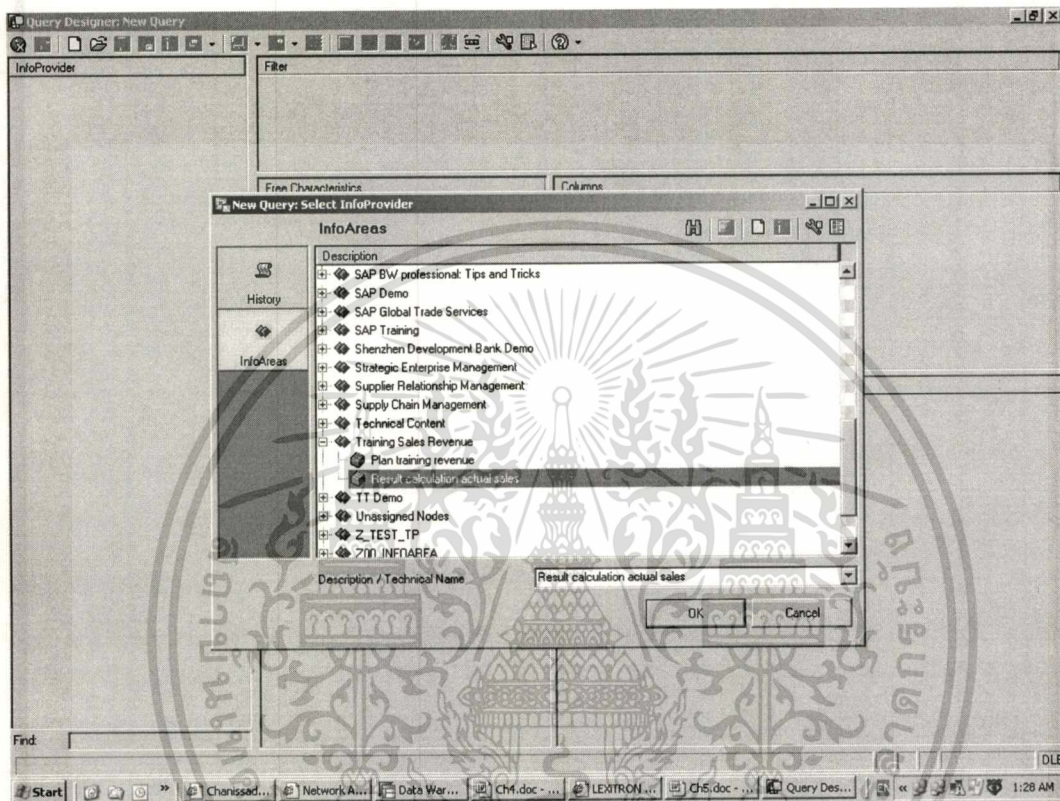 Query Designer: New Query
InfoProvider
Filter
Free Characteristics
Columns
New Query: Select InfoProvider
InfoAreas
History
InfoAreas
Description
SAP BW professional: Tips and Tricks
SAP Demo
SAP Global Trade Services
SAP Training
Shenzhen Development Bank Demo
Strategic Enterprise Management
Supplier Relationship Management
Supply Chain Management
Technical Content
Training Sales Revenue
Plan training revenue
Result calculation actual sales
TT Demo
Unassigned Nodes
Z_TEST_TP
Z00_INFOAREA
Description / Technical Name
Result calculation actual sales
OK
Cancel
Find:
DLE
Start
Chanissad...
Network A...
Data War...
Ch4.doc - ...
LEXITRON ...
Ch5.doc - ...
Query Des...
1:28 AM